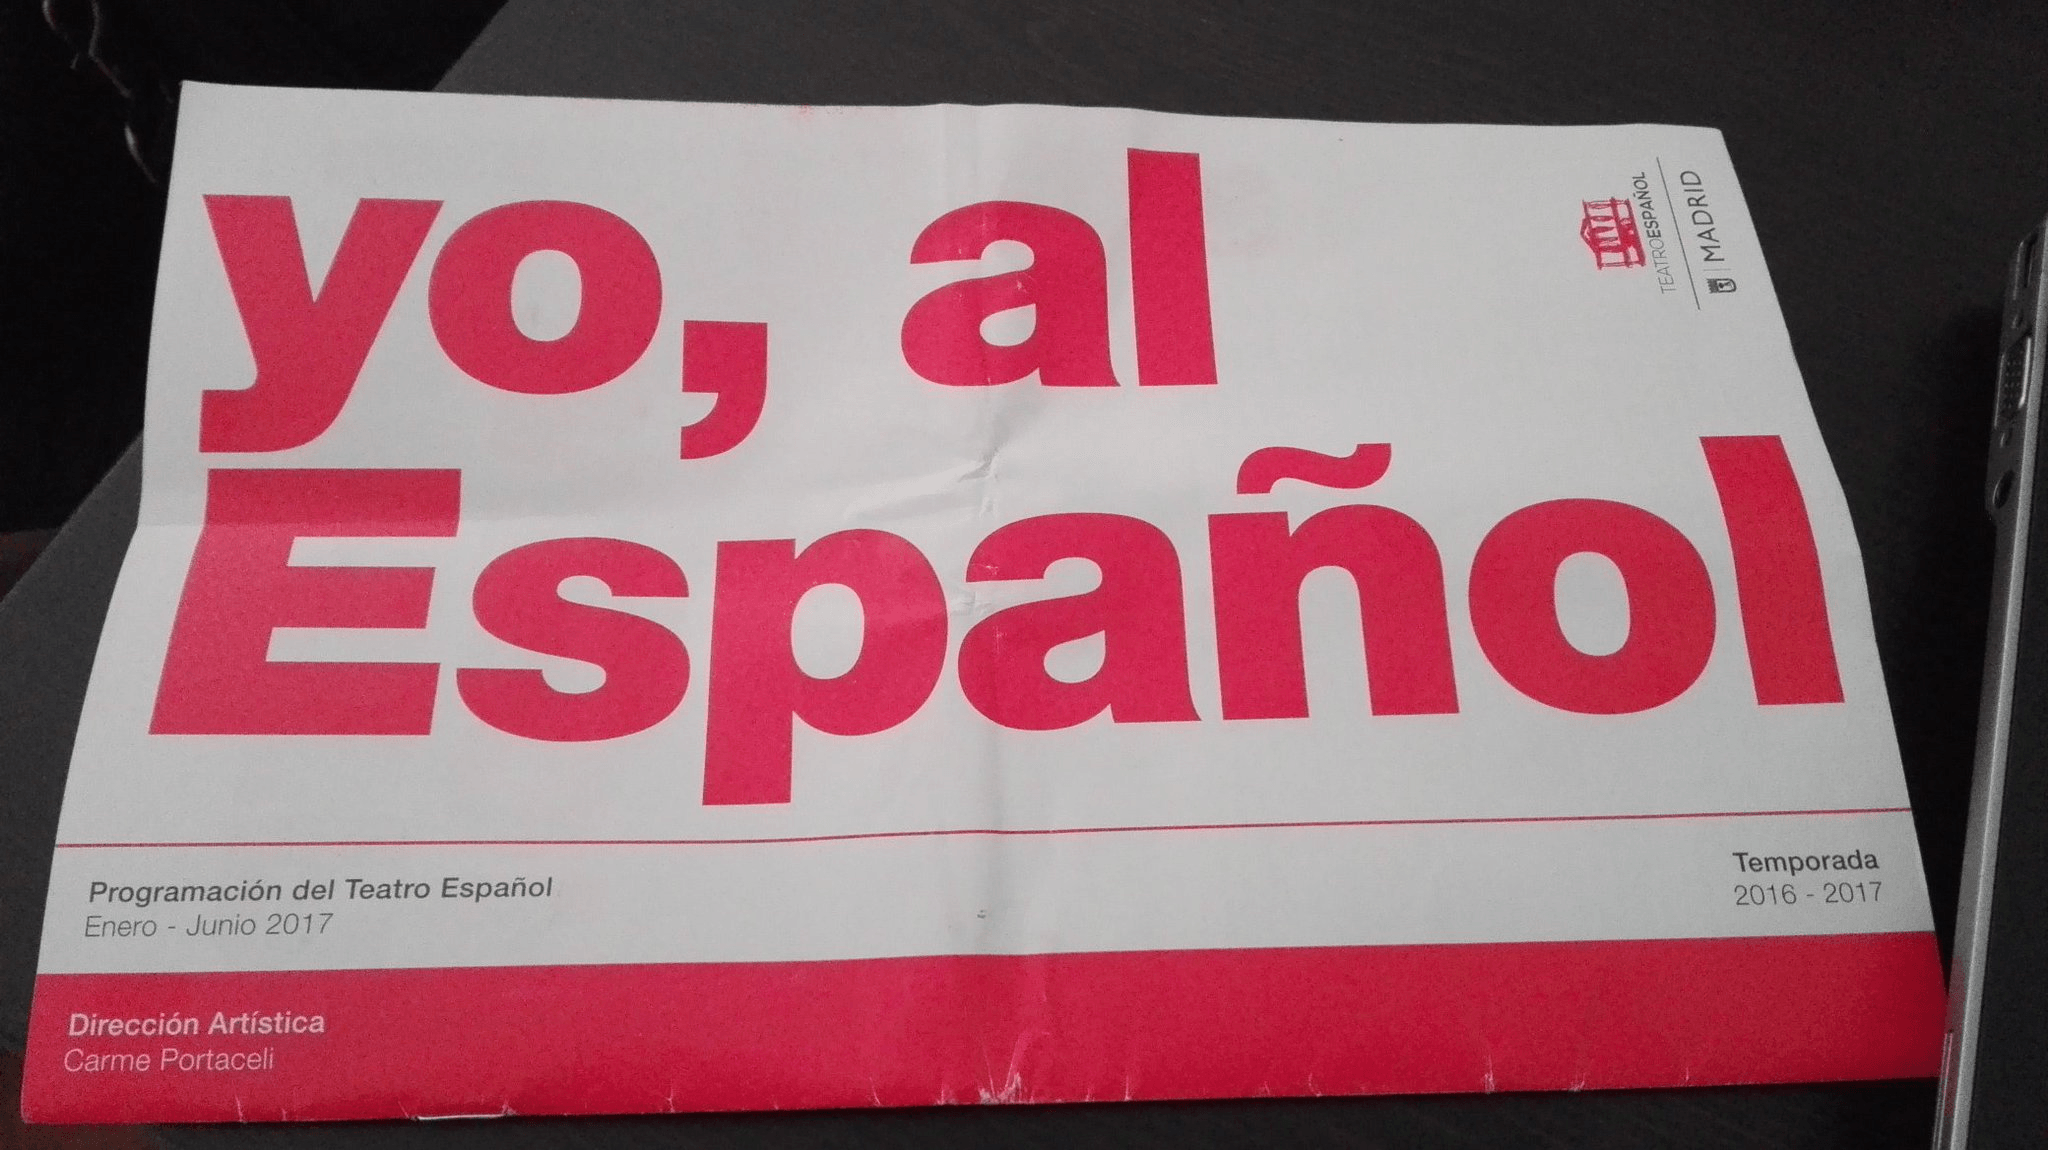 yo, al
Español
TEATROESPAÑOL
MADRID
Programación del Teatro Español
Enero - Junio 2017
Temporada
2016 - 2017
Dirección Artística
Carme Portaceli